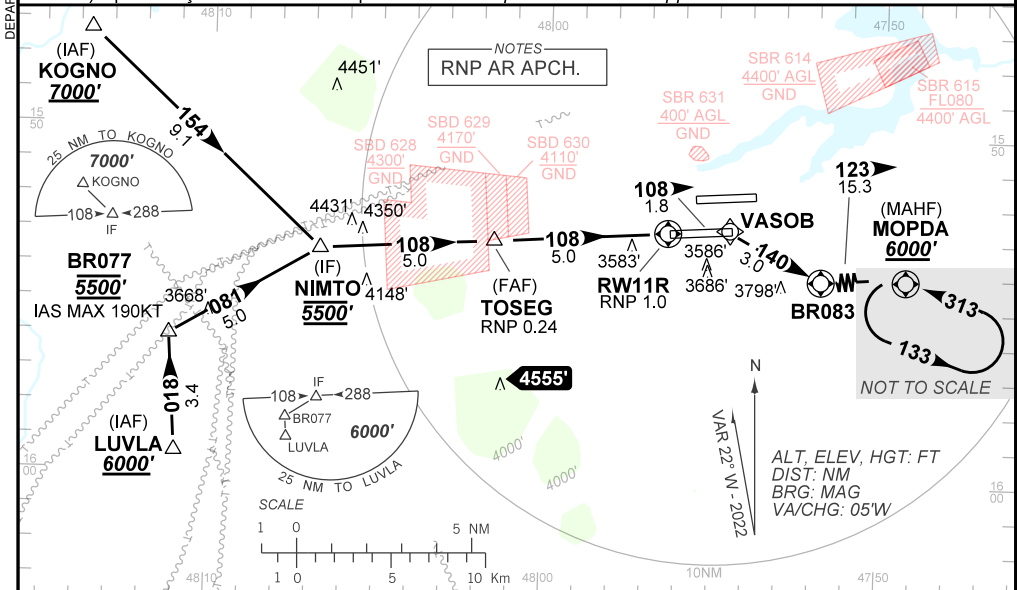 DEPAR
48°10'
48°00'
47°50'
(IAF)
KOGNO
7000'
NOTES
RNP AR APCH.
4451'
SBR 614
4400' AGL
GND
SBR 615
FL080
4400' AGL
SBR 631
400' AGL
GND
154
9.1
15
50
15
50
SBD 629
4170'
GND
SBD 628
4300'
GND
SBD 630
4110'
GND
25 NM TO KOGNO
7000'
KOGNO
108
288
IF
108
1.8
123
15.3
4431'
4350'
VASOB
(MAHF)
MOPDA
6000'
108
5.0
108
5.0
3583'
3586'
3686'
140
3.0
3798'
BR077
5500'
IAS MAX 190KT
3668'
081
5.0
(IF)
NIMTO
5500'
4148'
(FAF)
TOSEG
RNP 0.24
RW11R
RNP 1.0
BR083
313
133
NOT TO SCALE
018
3.4
(IAF)
LUVLA
6000'
IF
108
288
BR077
LUVLA
6000'
25 NM TO LUVLA
4555'
4000'
4000'
N
VAR 22° W - 2022
ALT, ELEV, HGT: FT
DIST: NM
BRG: MAG
VA/CHG: 05'W
16
00
16
00
SCALE
1 0 5 NM
1 0 5 10 Km
48°10'
48°00'
10NM
47°50'